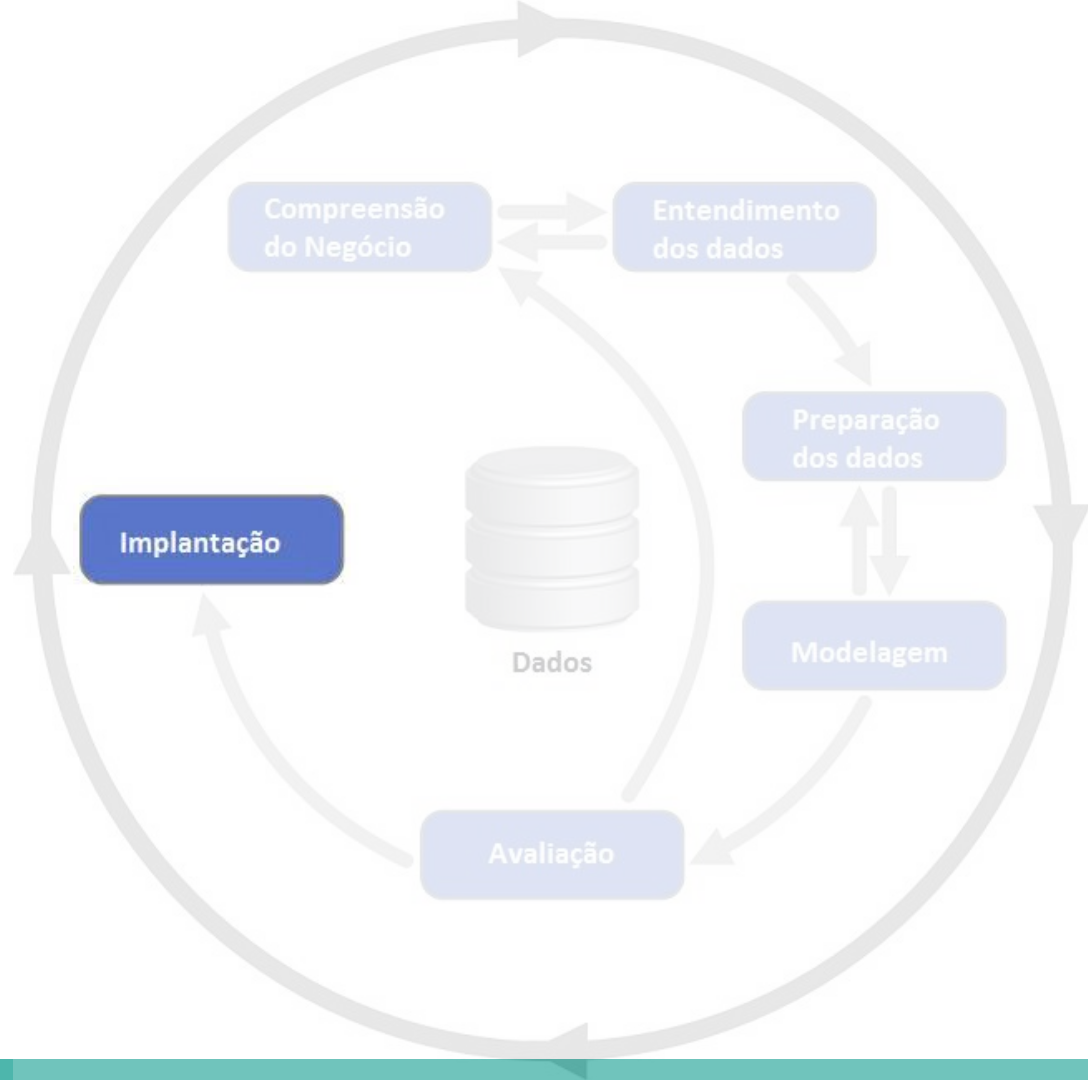 Compreensão
do Negócio
Entendimento
dos dados
Preparação
dos dados
Implantação
Dados
Modelagem
Avaliação